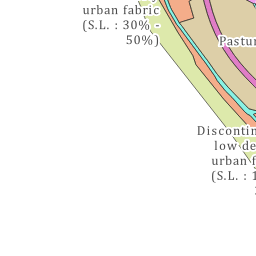 urban fabric
(S.L. : 30% -
50%)
Pastur
Discontin
low de
urban f
(S.L. : 1